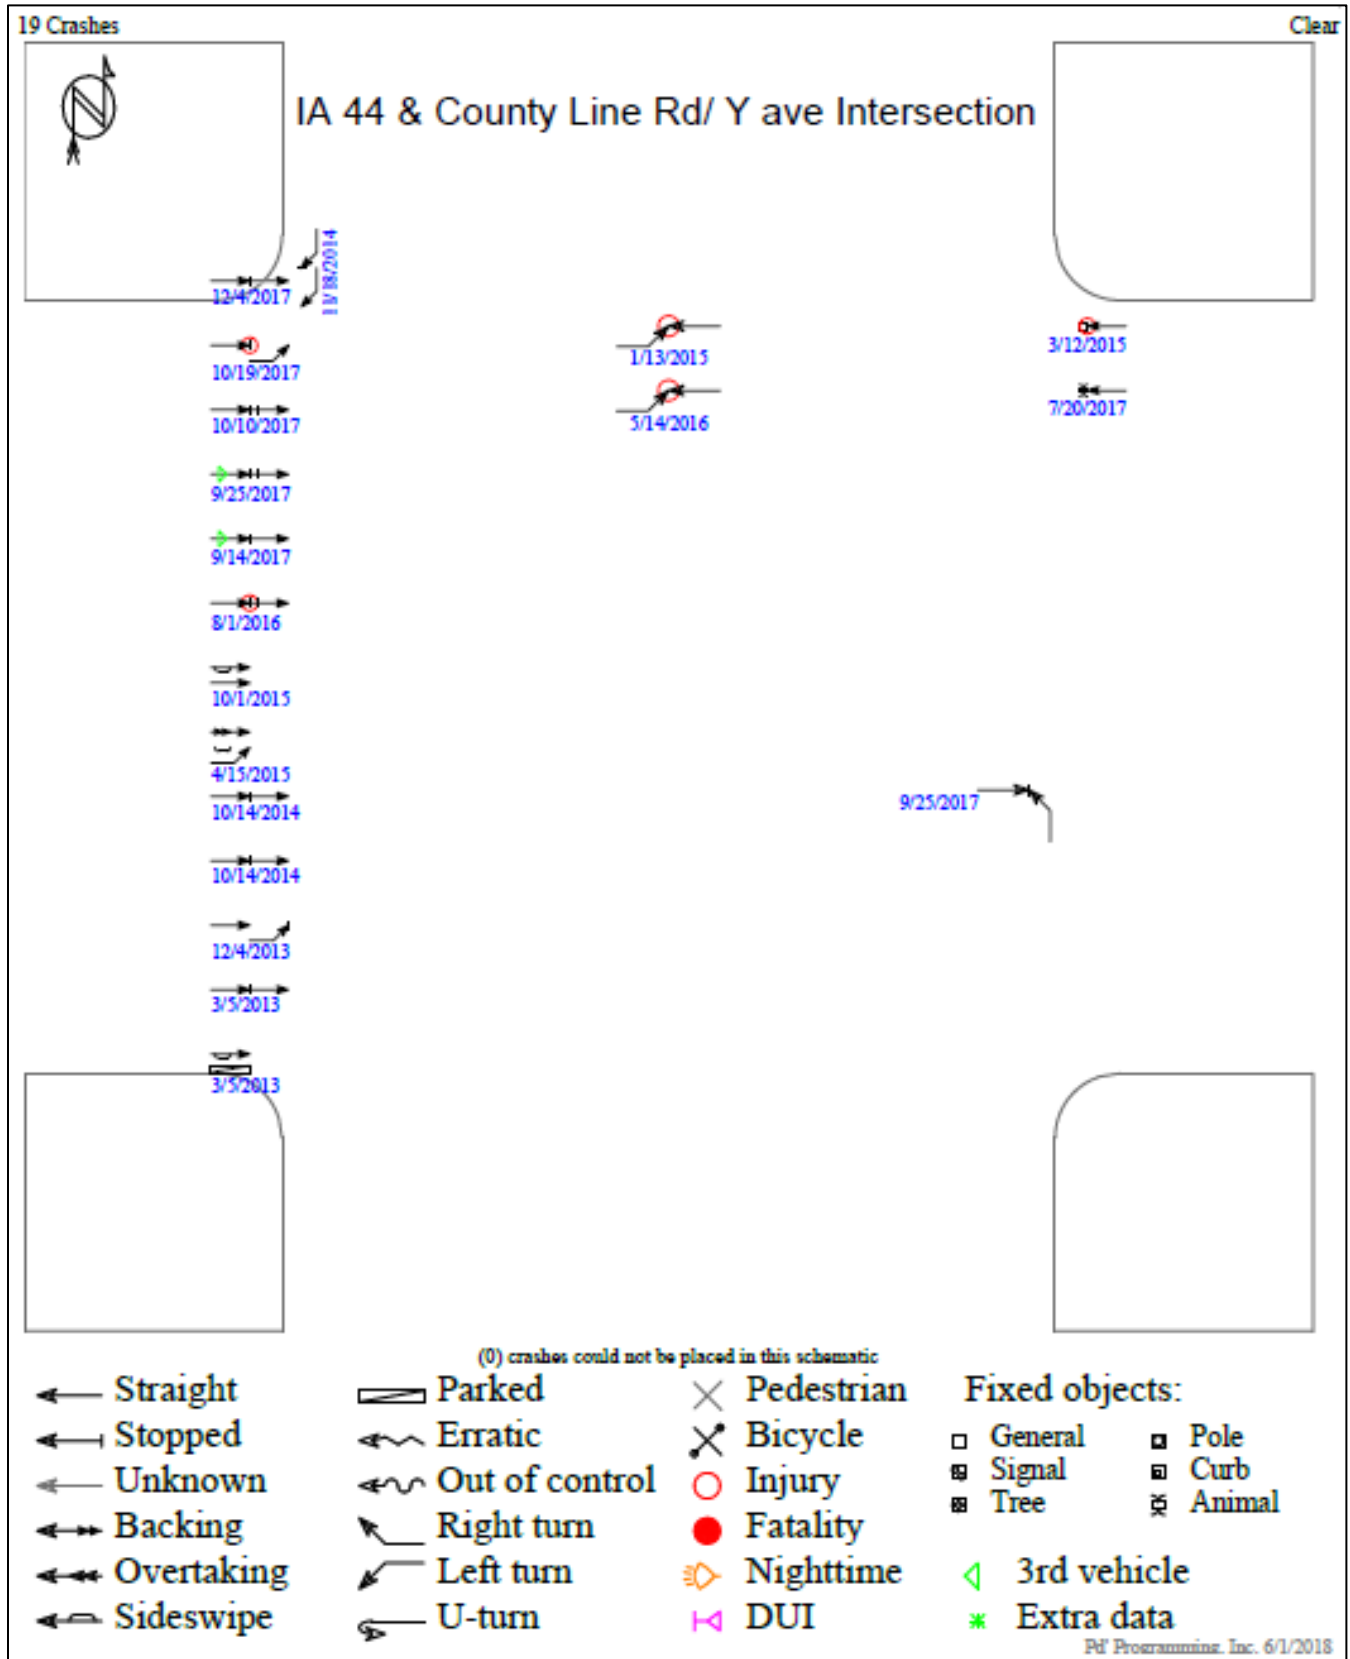 19 Crashes
Clear
IA 44 & County Line Rd/ Y ave Intersection
11/18/2014
12/4/2017
10/19/2017
1/13/2015
3/12/2015
10/10/2017
5/14/2016
7/20/2017
9/25/2017
9/14/2017
8/1/2016
10/1/2015
4/15/2015
10/14/2014
9/25/2017
10/14/2014
12/4/2013
3/5/2013
3/5/2013
(0) crashes could not be placed in this schematic
Straight
Stopped
Unknown
Backing
Overtaking
Sideswipe
Parked
Erratic
Out of control
Right turn
Left turn
U-turn
Pedestrian
Bicycle
Injury
Fatality
Nighttime
DUI
Fixed objects:
General
Signal
Tree
Pole
Curb
Animal
3rd vehicle
Extra data
Pd' Programming, Inc. 6/1/2018